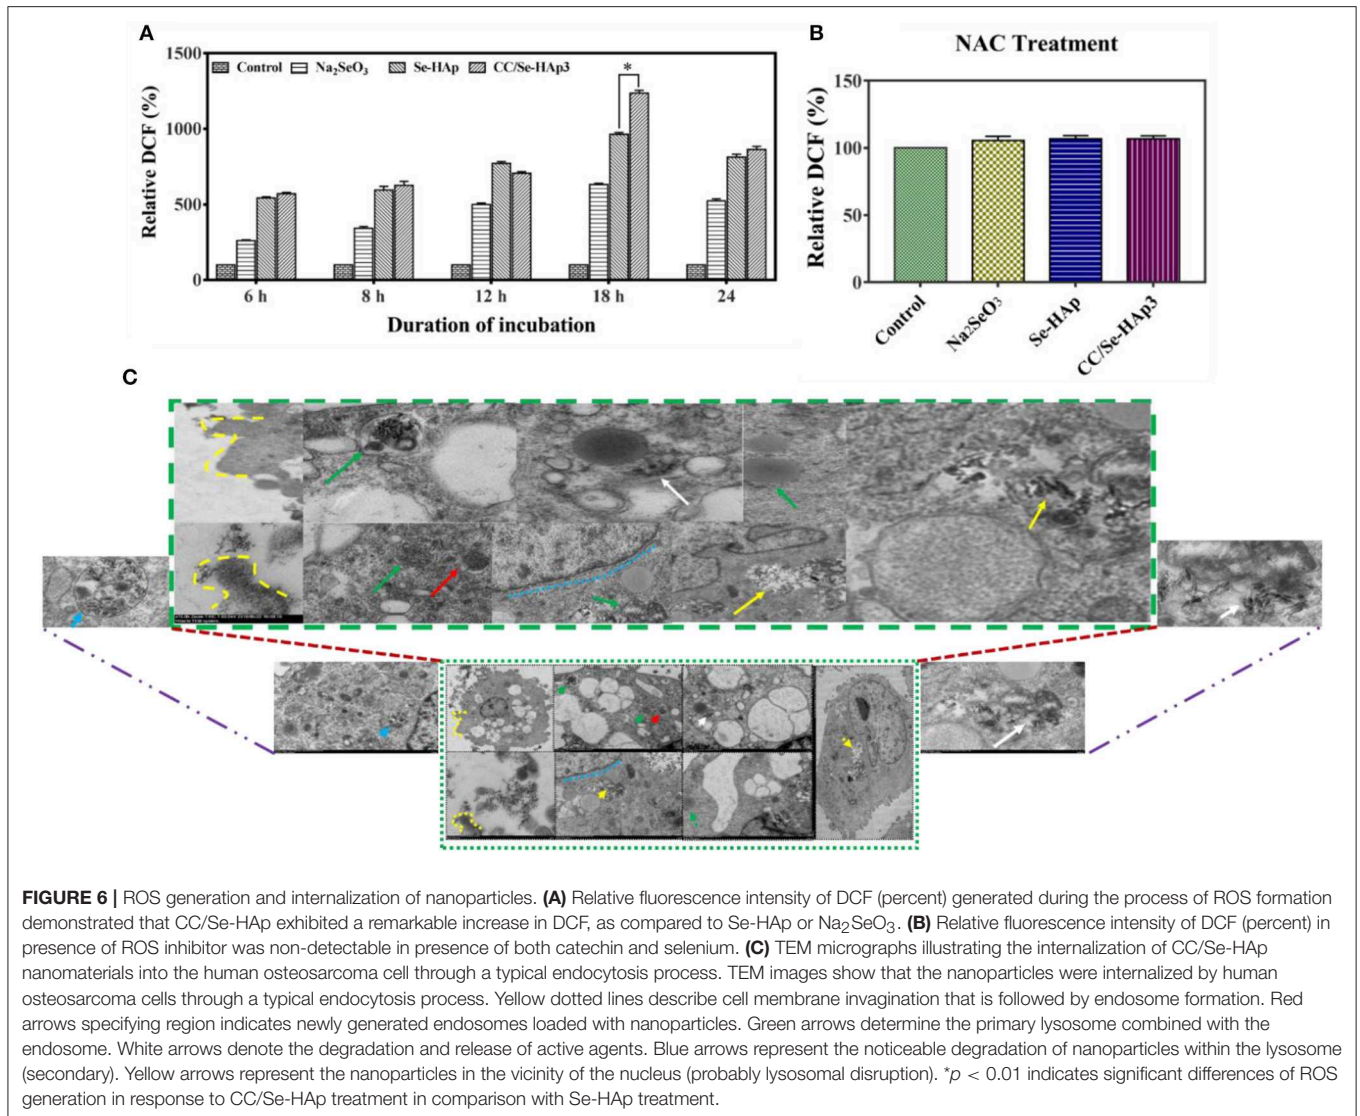 A
1500
1000
500
0
Relative DCF (%)
Control Na₂SeO₃ Se-HAp CC/Se-HAp3
*
6 h 8 h 12 h 18 h 24
Duration of incubation
B
NAC Treatment
150
100
50
0
Relative DCF (%)
Control Na₂SeO₃ Se-HAp CC/Se-HAp3
C
FIGURE 6 | ROS generation and internalization of nanoparticles. (A) Relative fluorescence intensity of DCF (percent) generated during the process of ROS formation
demonstrated that CC/Se-HAp exhibited a remarkable increase in DCF, as compared to Se-HAp or Na₂SeO₃. (B) Relative fluorescence intensity of DCF (percent) in
presence of ROS inhibitor was non-detectable in presence of both catechin and selenium. (C) TEM micrographs illustrating the internalization of CC/Se-HAp
nanomaterials into the human osteosarcoma cell through a typical endocytosis process. TEM images show that the nanoparticles were internalized by human
osteosarcoma cells through a typical endocytosis process. Yellow dotted lines describe cell membrane invagination that is followed by endosome formation. Red
arrows specifying region indicates newly generated endosomes loaded with nanoparticles. Green arrows determine the primary lysosome combined with the
endosome. White arrows denote the degradation and release of active agents. Blue arrows represent the noticeable degradation of nanoparticles within the lysosome
(secondary). Yellow arrows represent the nanoparticles in the vicinity of the nucleus (probably lysosomal disruption). *p < 0.01 indicates significant differences of ROS
generation in response to CC/Se-HAp treatment in comparison with Se-HAp treatment.